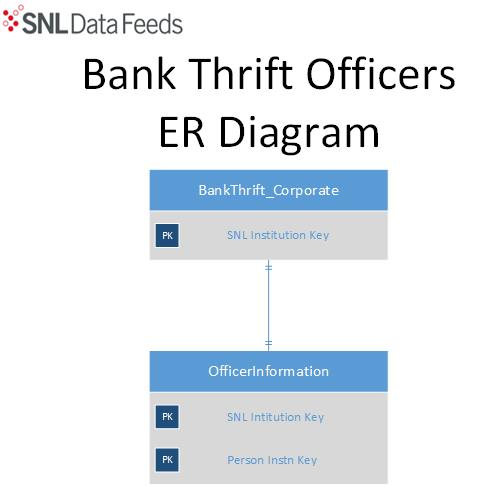 SNL Data Feeds
Bank Thrift Officers
ER Diagram
BankThrift_Corporate
PK SNL Institution Key
OfficerInformation
PK SNL Intitution Key
PK Person Instn Key